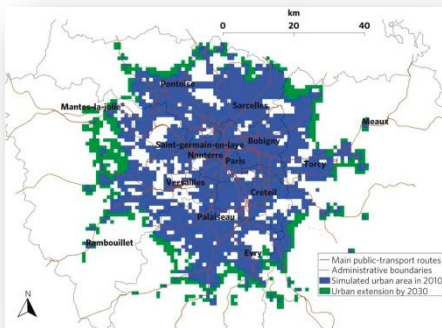 km
0 20 40
Pontoise
Mantes-la-jolie
Sarcelles
Meaux
Saint-germain-en-laye
Bobigny
Nanterre
Paris
Torcy
Versailles
Creteil
Palaiseau
Rambouillet
Evry
Main public-transport routes
Administrative boundaries
Simulated urban area in 2010
Urban extension by 2030
N